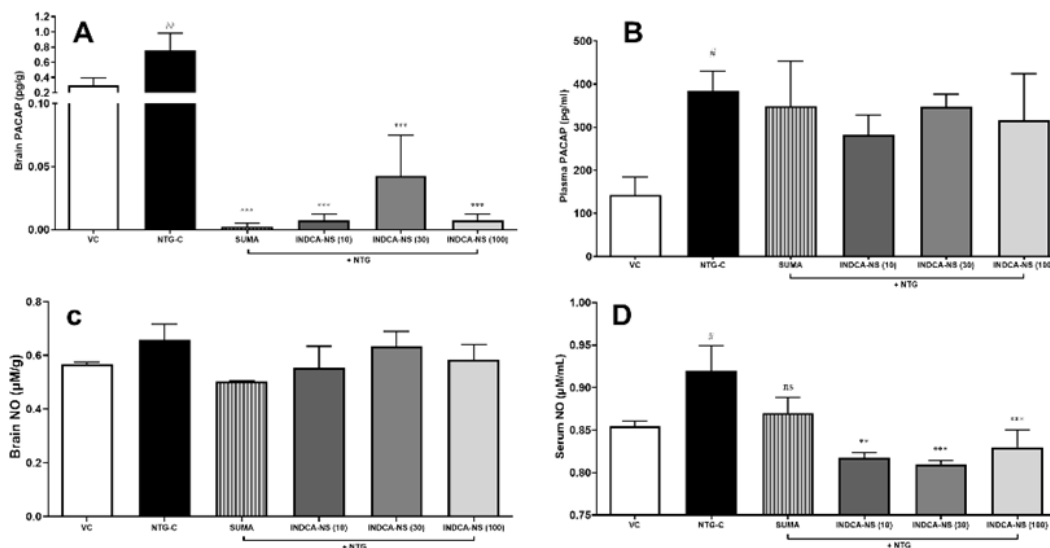 A
Brain PACAP (pg/g)
1.2
1.0
0.8
0.6
0.4
0.2
0.10
0.05
0.00
VC
NTG-C
SUMA
INDCA-NS (10)
INDCA-NS (30)
INDCA-NS (100)
+ NTG
***
***
***
***
B
Plasma PACAP (pg/ml)
500
400
300
200
100
0
VC
NTG-C
SUMA
INDCA-NS (10)
INDCA-NS (30)
INDCA-NS (100
+ NTG
c
Brain NO (µM/g)
0.8
0.6
0.4
0.2
0.0
VC
NTG-C
SUMA
INDCA-NS (10)
INDCA-NS (30)
INDCA-NS (100)
+ NTG
D
Serum NO (µM/mL)
1.00
0.95
0.90
0.85
0.80
0.75
ns
**
***
***
VC
NTG-C
SUMA
INDCA-NS (10)
INDCA-NS (30)
INDCA-NS (100)
+ NTG